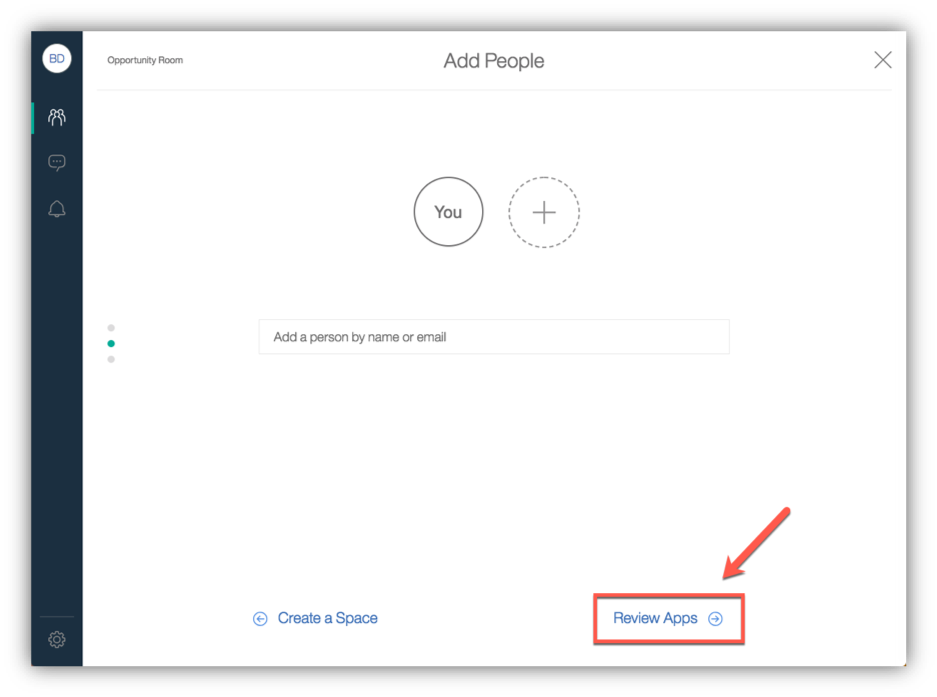 BD
Opportunity Room
Add People
You
Add a person by name or email
Create a Space
Review Apps